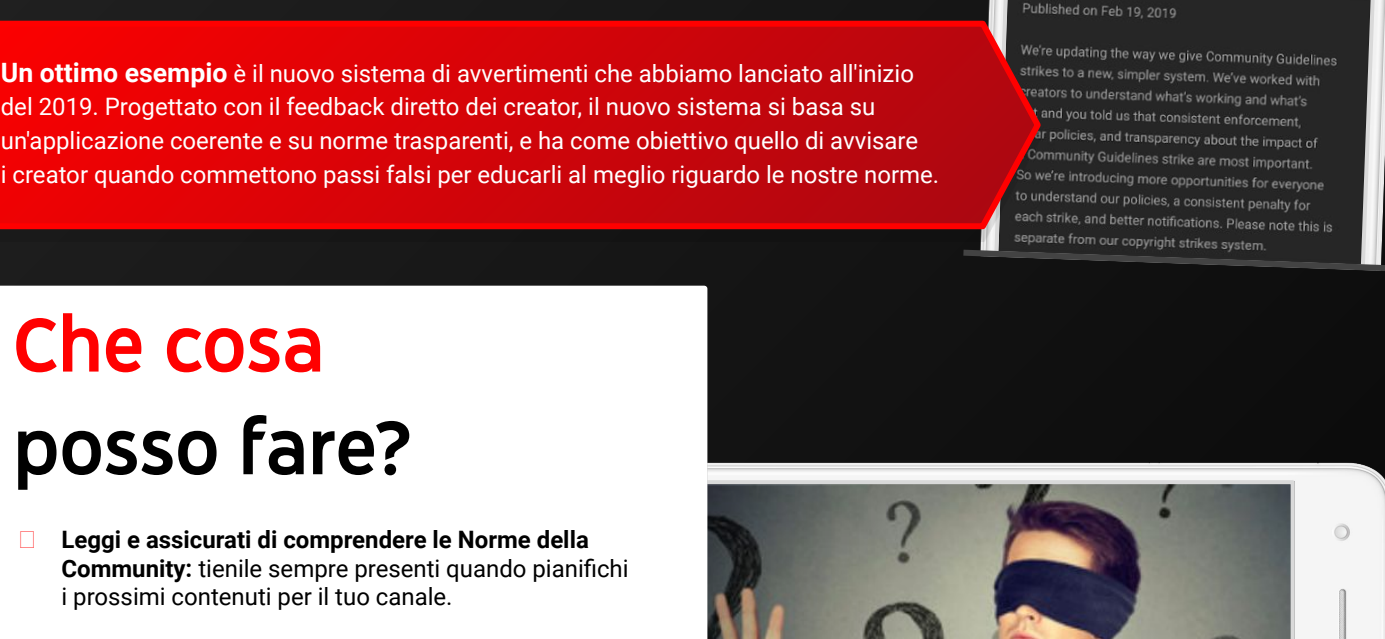 Published on Feb 19, 2019
We're updating the way we give Community Guidelines
strikes to a new, simpler system. We've worked with
creators to understand what's working and what's
and you told us that consistent enforcement,
policies, and transparency about the impact of
Community Guidelines strike are most important.
So we're introducing more opportunities for everyone
to understand our policies, a consistent penalty for
each strike, and better notifications. Please note this is
separate from our copyright strikes system.
Un ottimo esempio è il nuovo sistema di avvertimenti che abbiamo lanciato all'inizio
del 2019. Progettato con il feedback diretto dei creator, il nuovo sistema si basa su
un'applicazione coerente e su norme trasparenti, e ha come obiettivo quello di avvisare
i creator quando commettono passi falsi per educarli al meglio riguardo le nostre norme.
Che cosa
posso fare?
Leggi e assicurati di comprendere le Norme della
Community: tienile sempre presenti quando pianifichi
i prossimi contenuti per il tuo canale.